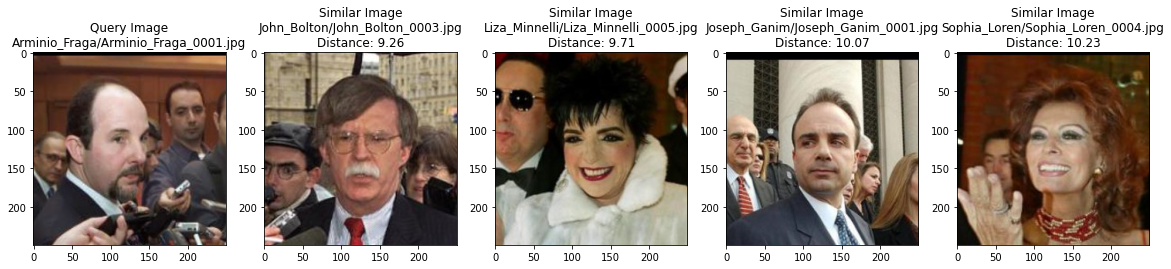 Query Image
Arminio_Fraga/Arminio_Fraga_0001.jpg
Similar Image
John_Bolton/John_Bolton_0003.jpg
Distance: 9.26
Similar Image
Liza_Minnelli/Liza_Minnelli_0005.jpg
Distance: 9.71
Similar Image
Joseph_Ganim/Joseph_Ganim_0001.jpg
Distance: 10.07
Similar Image
Sophia_Loren/Sophia_Loren_0004.jpg
Distance: 10.23
0
50
100
150
200
0 50 100 150 200
0
50
100
150
200
0 50 100 150 200
0
50
100
150
200
0 50 100 150 200
0
50
100
150
200
0 50 100 150 200
0
50
100
150
200
0 50 100 150 200